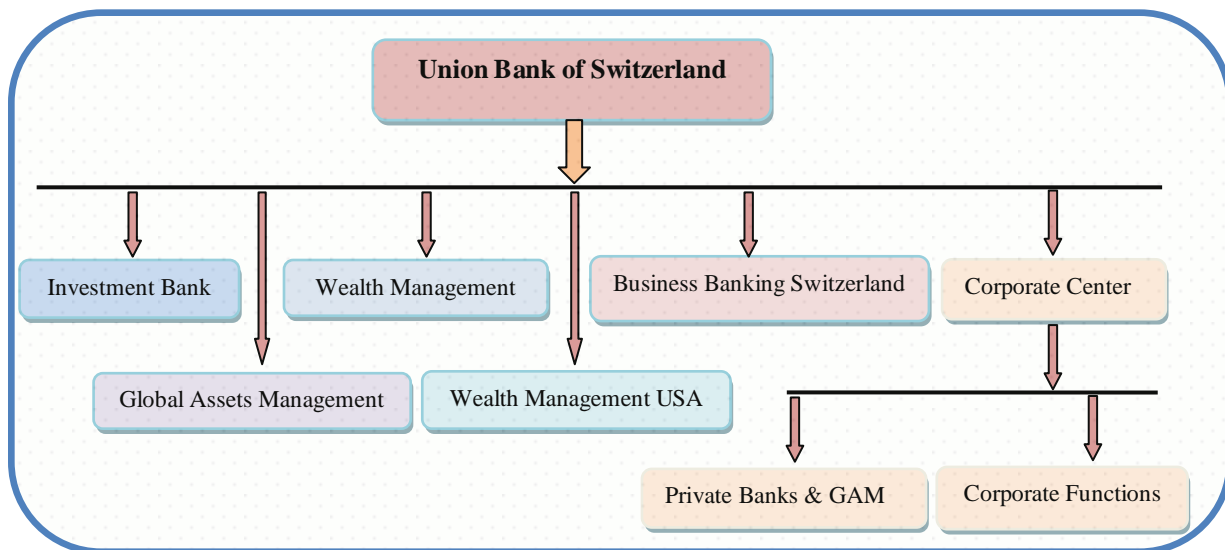 Union Bank of Switzerland
Investment Bank
Wealth Management
Business Banking Switzerland
Corporate Center
Global Assets Management
Wealth Management USA
Private Banks & GAM
Corporate Functions